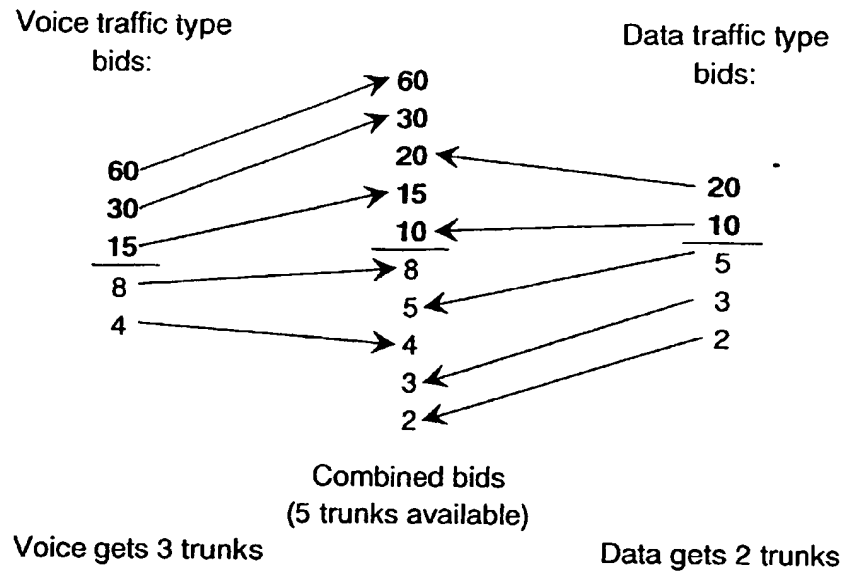 Voice traffic type
bids:
Data traffic type
bids:
60
30
15
8
4
60
30
20
15
10
8
5
4
3
2
20
10
5
3
2
Combined bids
(5 trunks available)
Voice gets 3 trunks
Data gets 2 trunks